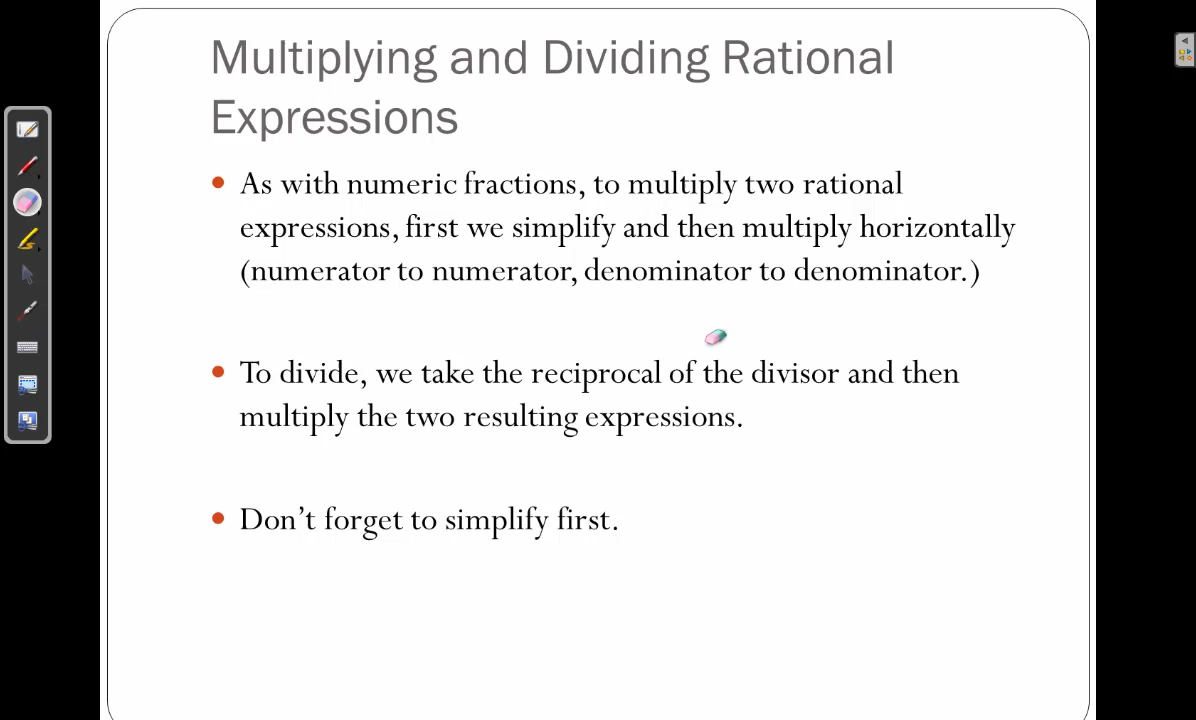 Multiplying and Dividing Rational
Expressions
• As with numeric fractions, to multiply two rational
expressions, first we simplify and then multiply horizontally
(numerator to numerator, denominator to denominator.)
• To divide, we take the reciprocal of the divisor and then
multiply the two resulting expressions.
• Don't forget to simplify first.